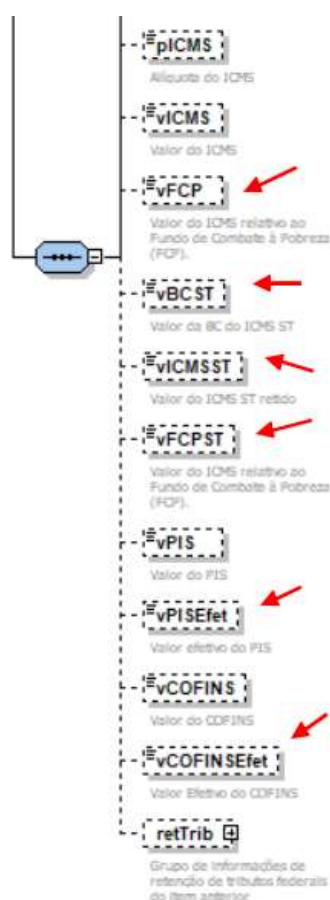 pICMS
Alíquota do ICMS
vICMS
Valor do ICMS
vFCP
Valor do ICMS relativo ao
Fundo de Combate à Pobreza
(FCP).
vBCST
Valor da BC do ICMS ST
vICMSST
Valor do ICMS ST retido
vFCPST
Valor do ICMS relativo ao
Fundo de Combate à Pobreza
(FCP).
vPIS
Valor do PIS
vPISEfet
Valor efetivo do PIS
vCOFINS
Valor do COFINS
vCOFINSEfet
Valor Efetivo do COFINS
retTrib
Grupo de Informações de
retenção de tributos federais
do item anterior